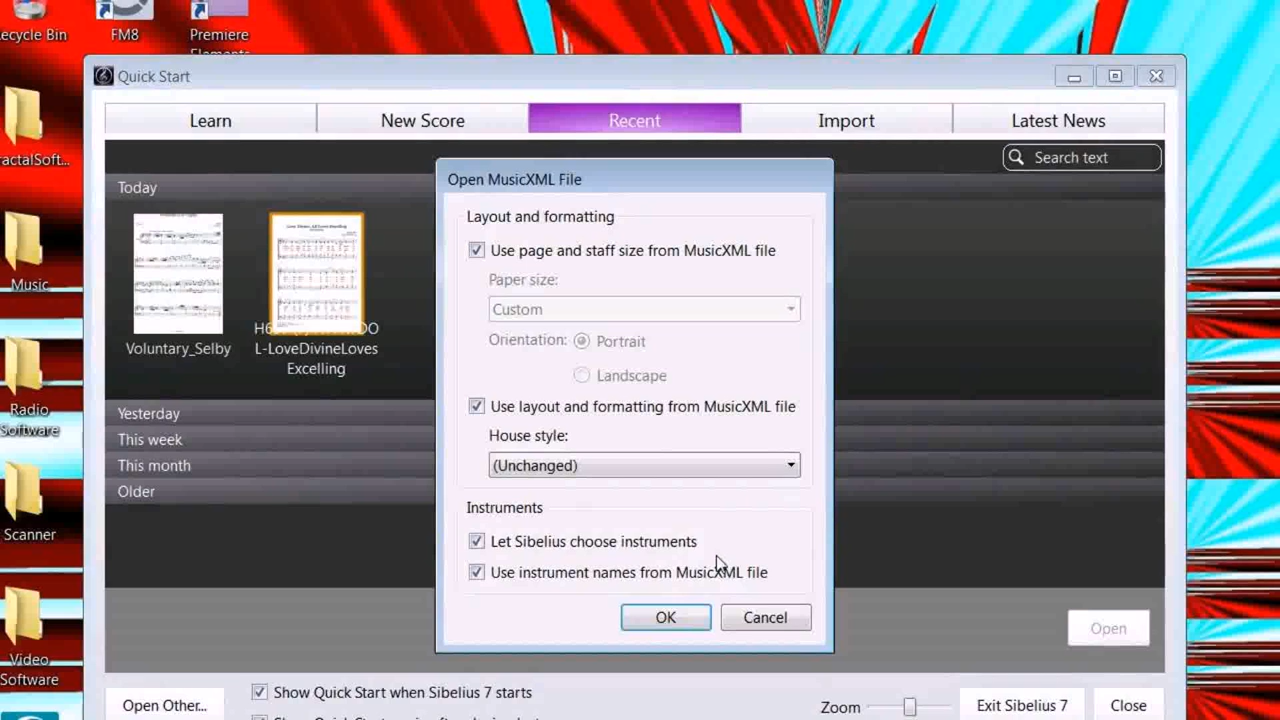 ecycle Bin
FM8
Premiere
Elements
Quick Start
Learn
New Score
Recent
Import
Latest News
Search text
Today
Voluntary_Selby
L-LoveDivineLoves
Excelling
Yesterday
This week
This month
Older
Open MusicXML File
Layout and formatting
Use page and staff size from MusicXML file
Paper size:
Custom
Orientation:
Portrait
Landscape
Use layout and formatting from MusicXML file
House style:
(Unchanged)
Instruments
Let Sibelius choose instruments
Use instrument names from MusicXML file
OK
Cancel
Open
Open Other...
Show Quick Start when Sibelius 7 starts
Zoom
Exit Sibelius 7
Close
ractalSoft...
Music
Radio
Software
Scanner
Video
Software